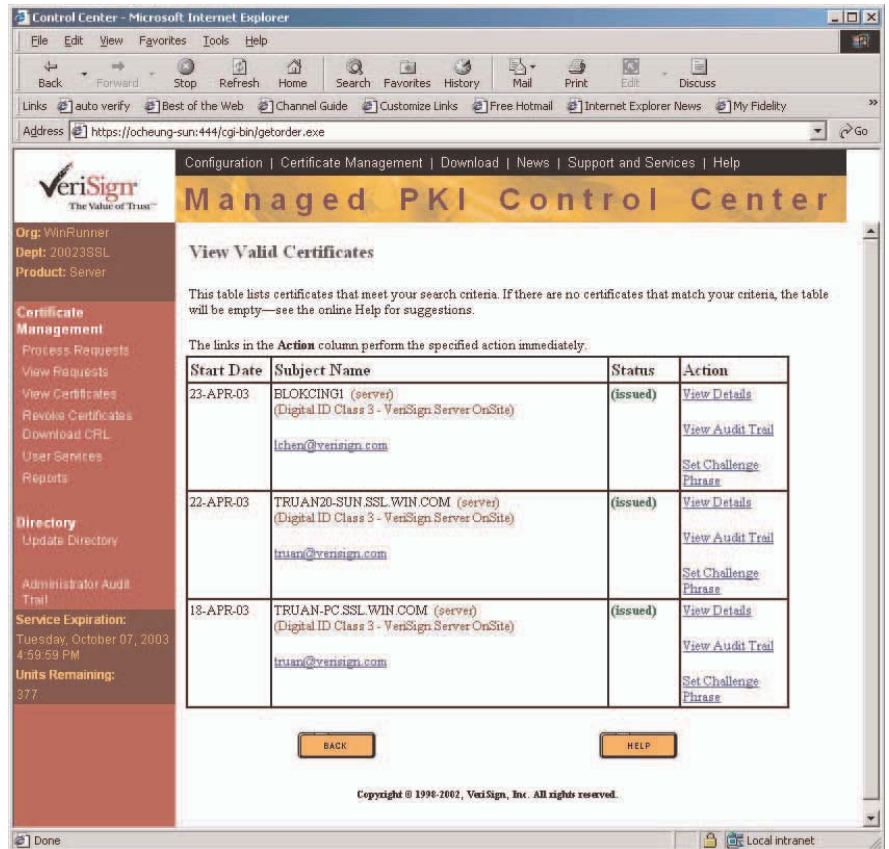 Control Center - Microsoft Internet Explorer
File Edit View Favorites Tools Help
Back Forward Stop Refresh Home Search Favorites History Mail Print Edit Discuss
Links auto verify Best of the Web Channel Guide Customize Links Free Hotmail Internet Explorer News My Fidelity »
Address https://ocheung-sun:444/cgi-bin/getorder.exe Go
VeriSign
The Value of Trust
Configuration | Certificate Management | Download | News | Support and Services | Help
Managed PKI Control Center
Org: WinRunner
Dept: 20023SSL
Product: Server
Certificate
Management
Process Requests
View Requests
View Certificates
Revoke Certificates
Download CRL
User Services
Reports
Directory
Update Directory
Administrator Audit
Trail
Service Expiration:
Tuesday, October 07, 2003
4:59:59 PM
Units Remaining:
377
View Valid Certificates
This table lists certificates that meet your search criteria. If there are no certificates that match your criteria, the table
will be empty—see the online Help for suggestions.
The links in the Action column perform the specified action immediately.
Start Date Subject Name Status Action
23-APR-03 BLOKCING1 (server) (issued) View Details
(Digital ID Class 3 - VeriSign Server OnSite)
View Audit Trail
lchen@verisign.com
Set Challenge
Phrase
22-APR-03 TRUAN20-SUN.SSL.WIN.COM (server) (issued) View Details
(Digital ID Class 3 - VeriSign Server OnSite)
View Audit Trail
truan@verisign.com
Set Challenge
Phrase
18-APR-03 TRUAN-PC.SSL.WIN.COM (server) (issued) View Details
(Digital ID Class 3 - VeriSign Server OnSite)
View Audit Trail
truan@verisign.com
Set Challenge
Phrase
BACK HELP
Copyright © 1998-2002, VeriSign, Inc. All rights reserved.
Done Local intranet